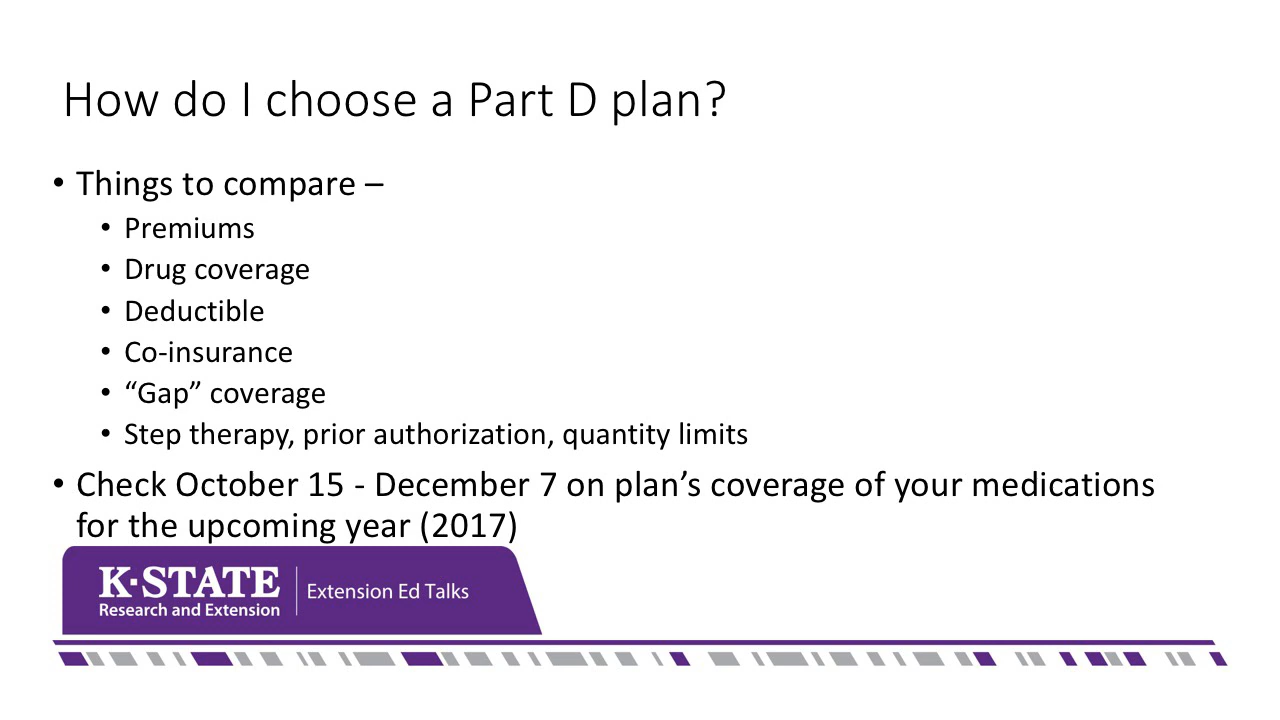 How do I choose a Part D plan?
• Things to compare –
• Premiums
• Drug coverage
• Deductible
• Co-insurance
• “Gap” coverage
• Step therapy, prior authorization, quantity limits
• Check October 15 - December 7 on plan’s coverage of your medications
for the upcoming year (2017)
K·STATE
Research and Extension
Extension Ed Talks